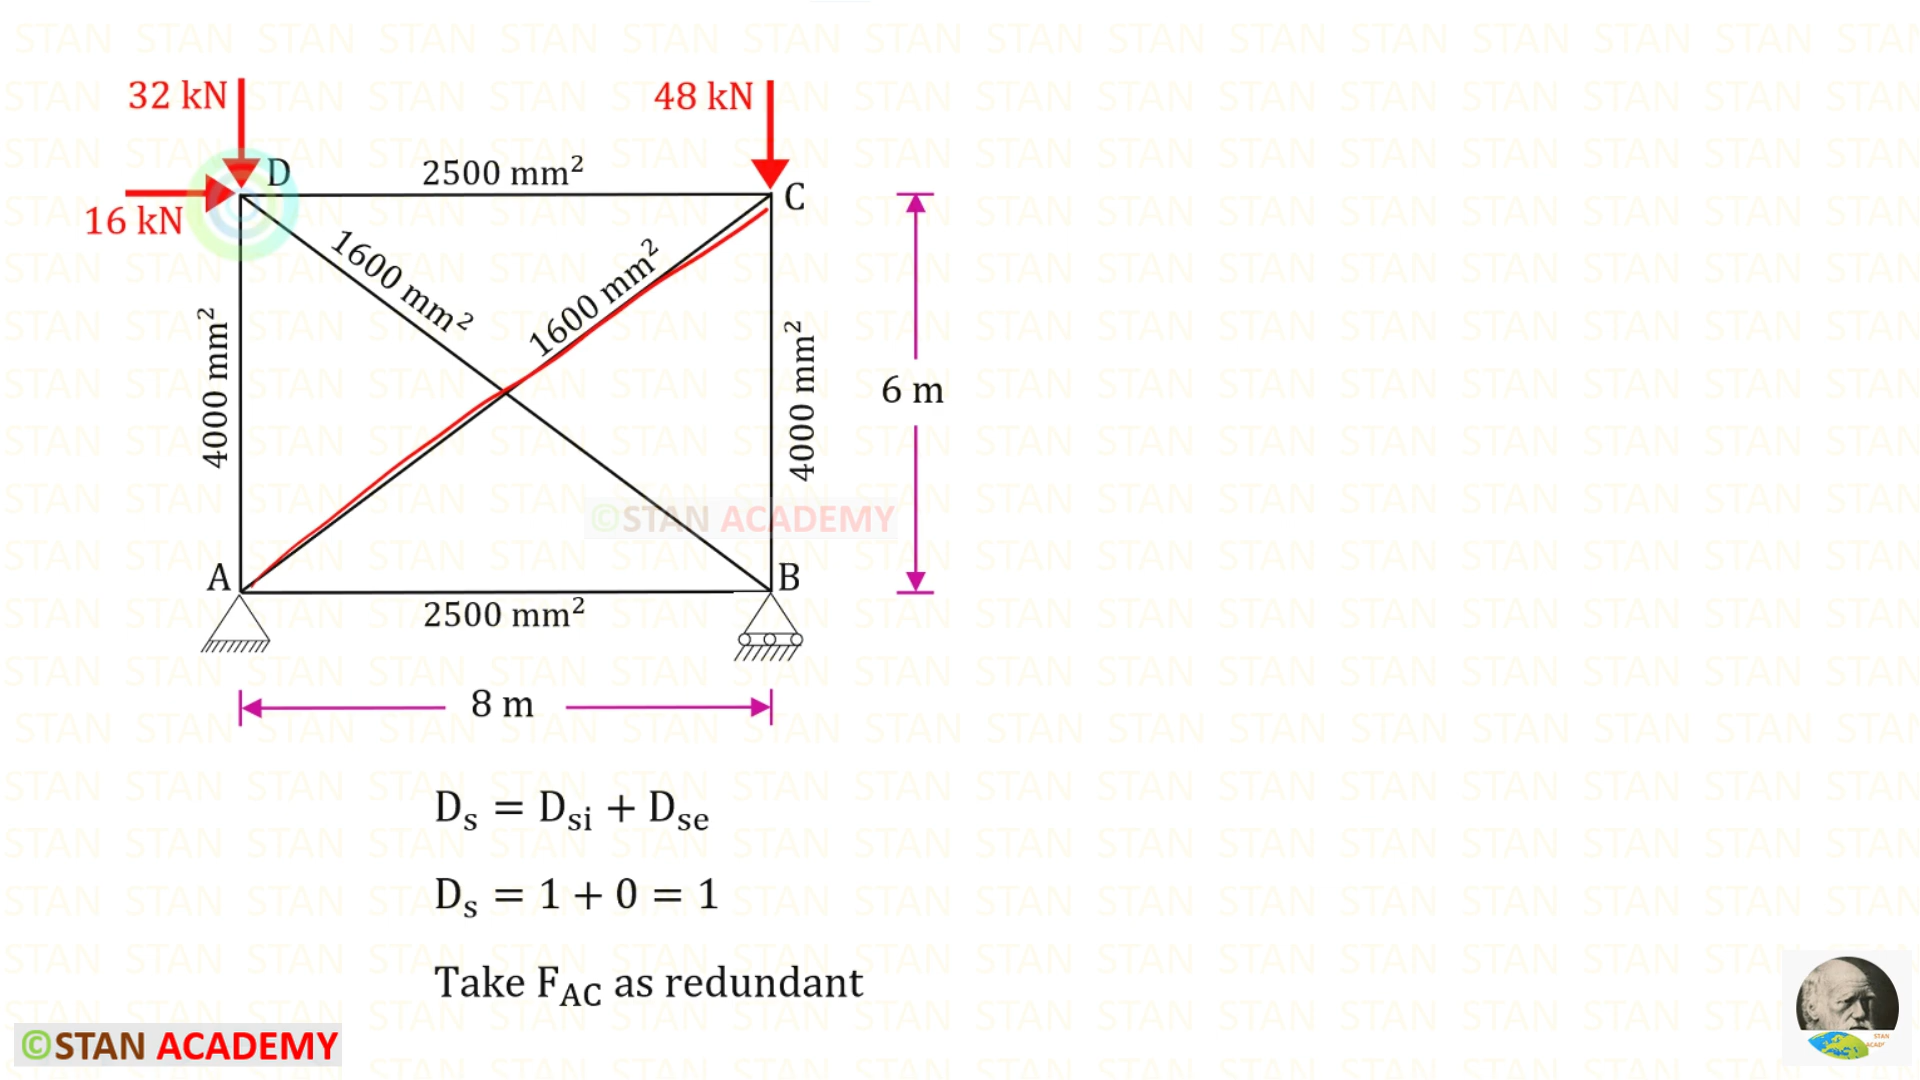 32 kN
48 kN
D
2500 mm²
C
16 kN
1600 mm²
1600 mm²
4000 mm²
4000 mm²
6 m
©STAN ACADEMY
A
B
2500 mm²
8 m
Dₛ = Dₛᵢ + Dₛₑ
Dₛ = 1 + 0 = 1
Take F_AC as redundant
©STAN ACADEMY
STAN